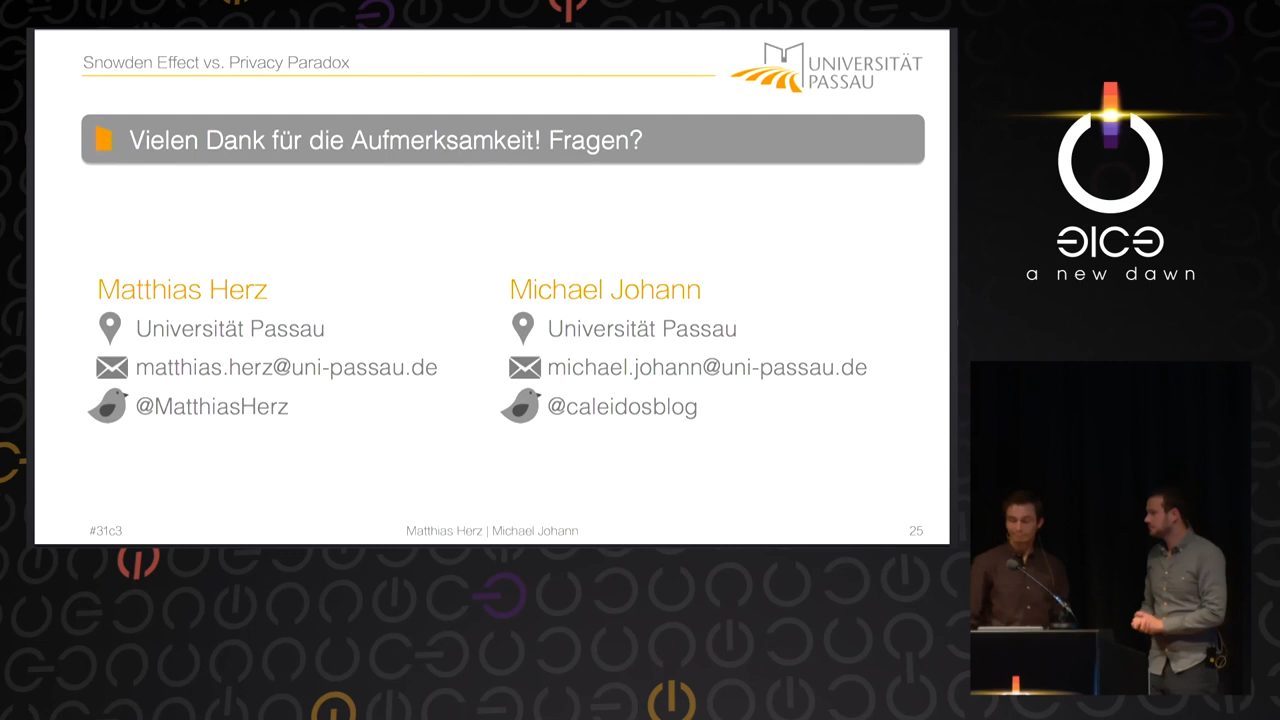 Snowden Effect vs. Privacy Paradox
UNIVERSITÄT
PASSAU
Vielen Dank für die Aufmerksamkeit! Fragen?
Matthias Herz
Universität Passau
matthias.herz@uni-passau.de
@MatthiasHerz
Michael Johann
Universität Passau
michael.johann@uni-passau.de
@caleidosblog
#31c3
Matthias Herz | Michael Johann
25
a new dawn